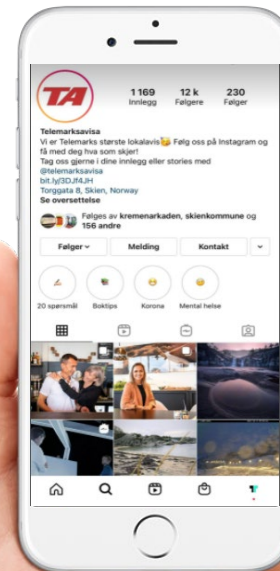 TA
1 169 12 k 230
Innlegg Følgere Følger
Telemarksavisa
Vi er Telemarks største lokalavis Følg oss på Instagram og
få med deg hva som skjer!
Tag oss gjerne i dine innlegg eller stories med
@telemarksavisa
bit.ly/3DJf4JH
Torggata 8, Skien, Norway
Se oversettelse
Følges av kremenarkaden, skienkommune og
156 andre
Følger Melding Kontakt
20 spørsmål Boktips Korona Mental helse